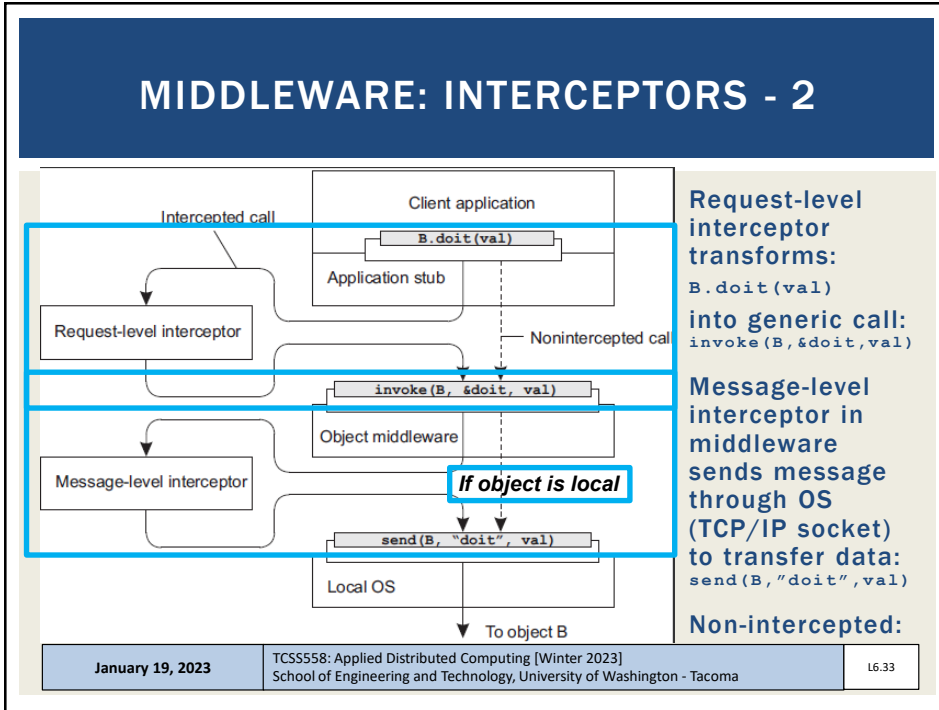 MIDDLEWARE: INTERCEPTORS - 2
Client application
Intercepted call
B.doit(val)
Application stub
Request-level interceptor
Nonintercepted call
invoke(B, &doit, val)
Object middleware
Message-level interceptor
If object is local
send(B, “doit”, val)
Local OS
To object B
Request-level
interceptor
transforms:
B.doit(val)
into generic call:
invoke(B,&doit,val)
Message-level
interceptor in
middleware
sends message
through OS
(TCP/IP socket)
to transfer data:
send(B,”doit”,val)
Non-intercepted:
January 19, 2023
TCSS558: Applied Distributed Computing [Winter 2023]
School of Engineering and Technology, University of Washington - Tacoma
L6.33